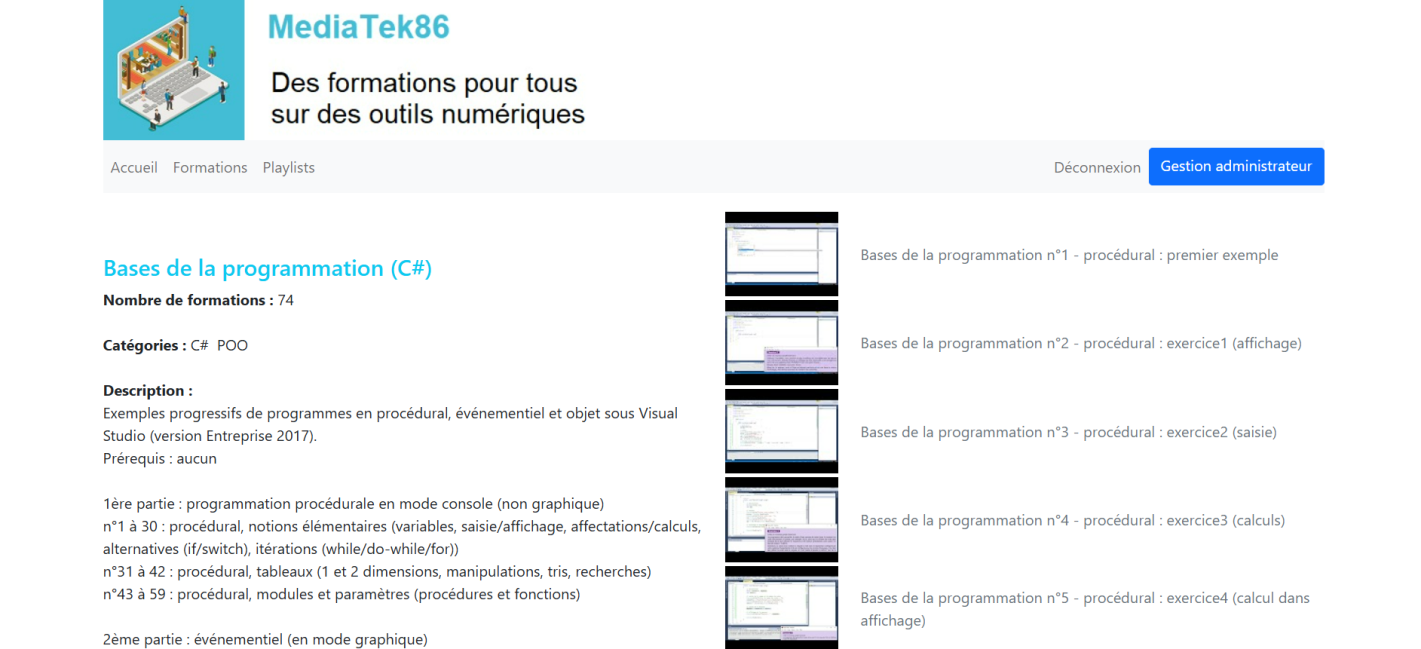 MediaTek86
Des formations pour tous
sur des outils numériques
Accueil Formations Playlists Déconnexion Gestion administrateur
Bases de la programmation (C#)
Nombre de formations : 74
Catégories : C# POO
Description :
Exemples progressifs de programmes en procédural, événementiel et objet sous Visual
Studio (version Entreprise 2017).
Prérequis : aucun
1ère partie : programmation procédurale en mode console (non graphique)
n°1 à 30 : procédural, notions élémentaires (variables, saisie/affichage, affectations/calculs,
alternatives (if/switch), itérations (while/do-while/for))
n°31 à 42 : procédural, tableaux (1 et 2 dimensions, manipulations, tris, recherches)
n°43 à 59 : procédural, modules et paramètres (procédures et fonctions)
2ème partie : événementiel (en mode graphique)
Bases de la programmation n°1 - procédural : premier exemple
Bases de la programmation n°2 - procédural : exercice1 (affichage)
Bases de la programmation n°3 - procédural : exercice2 (saisie)
Bases de la programmation n°4 - procédural : exercice3 (calculs)
Bases de la programmation n°5 - procédural : exercice4 (calcul dans
affichage)